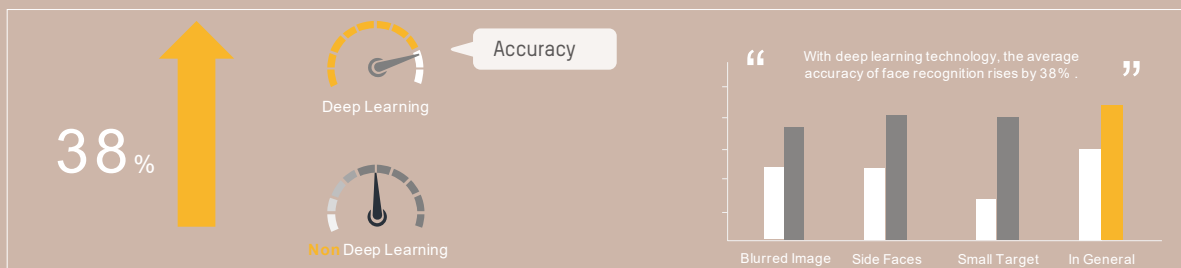 38%
Accuracy
Deep Learning
Non Deep Learning
“ With deep learning technology, the average
accuracy of face recognition rises by 38% . ”
Blurred Image
Side Faces
Small Target
In General